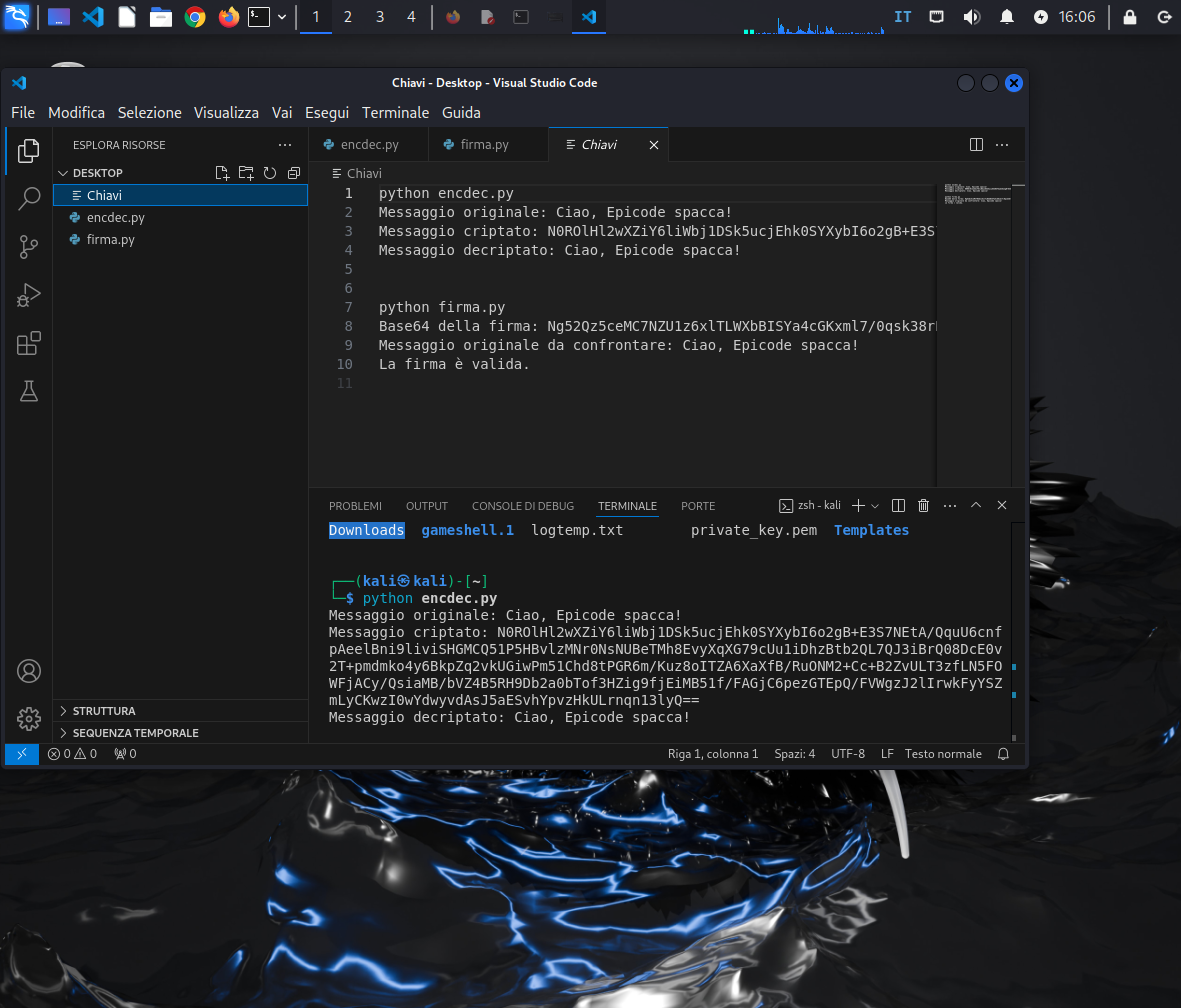 1 2 3 4 IT 16:06
Chiavi - Desktop - Visual Studio Code
File Modifica Selezione Visualizza Vai Esegui Terminale Guida
ESPLORA RISORSE
DESKTOP
Chiavi
encdec.py
firma.py
STRUTTURA
SEQUENZA TEMPORALE
encdec.py firma.py Chiavi
Chiavi
1 python encdec.py
2 Messaggio originale: Ciao, Epicode spacca!
3 Messaggio criptato: N0ROlHl2wXZiY6liWbj1DSk5ucjEhk0SYXybI6o2gB+E3S
4 Messaggio decriptato: Ciao, Epicode spacca!
5
6
7 python firma.py
8 Base64 della firma: Ng52Qz5ceMC7NZU1z6xlTLWXbBISYa4cGKxml7/0qsk38r
9 Messaggio originale da confrontare: Ciao, Epicode spacca!
10 La firma è valida.
11
PROBLEMI OUTPUT CONSOLE DI DEBUG TERMINALE PORTE zsh - kali
Downloads gameshell.1 logtemp.txt private_key.pem Templates
(kali㉿kali)-[~]
$ python encdec.py
Messaggio originale: Ciao, Epicode spacca!
Messaggio criptato: N0ROlHl2wXZiY6liWbj1DSk5ucjEhk0SYXybI6o2gB+E3S7NEtA/QquU6cnf
pAeelBni9liviSHGMCQ51P5HBvlzMNr0NsNUBeTMh8EvyXqXG79cUu1iDhzBtb2QL7QJ3iBrQ08DcE0v
2T+pmdmko4y6BkpZq2vkUGiwPm51Chd8tPGR6m/Kuz8oITZA6XaXfB/RuONM2+Cc+B2ZvULT3zfLN5FO
WFjACy/QsiaMB/bVZ4B5RH9Db2a0bTof3HZig9fjEiMB51f/FAGjC6pezGTEpQ/FVWgzJ2lIrwkFyYSZ
mLyCKwzI0wYdwyvdAsJ5aESvhYpvzHkULrnqn13lyQ==
Messaggio decriptato: Ciao, Epicode spacca!
0 0 0 Riga 1, colonna 1 Spazi: 4 UTF-8 LF Testo normale